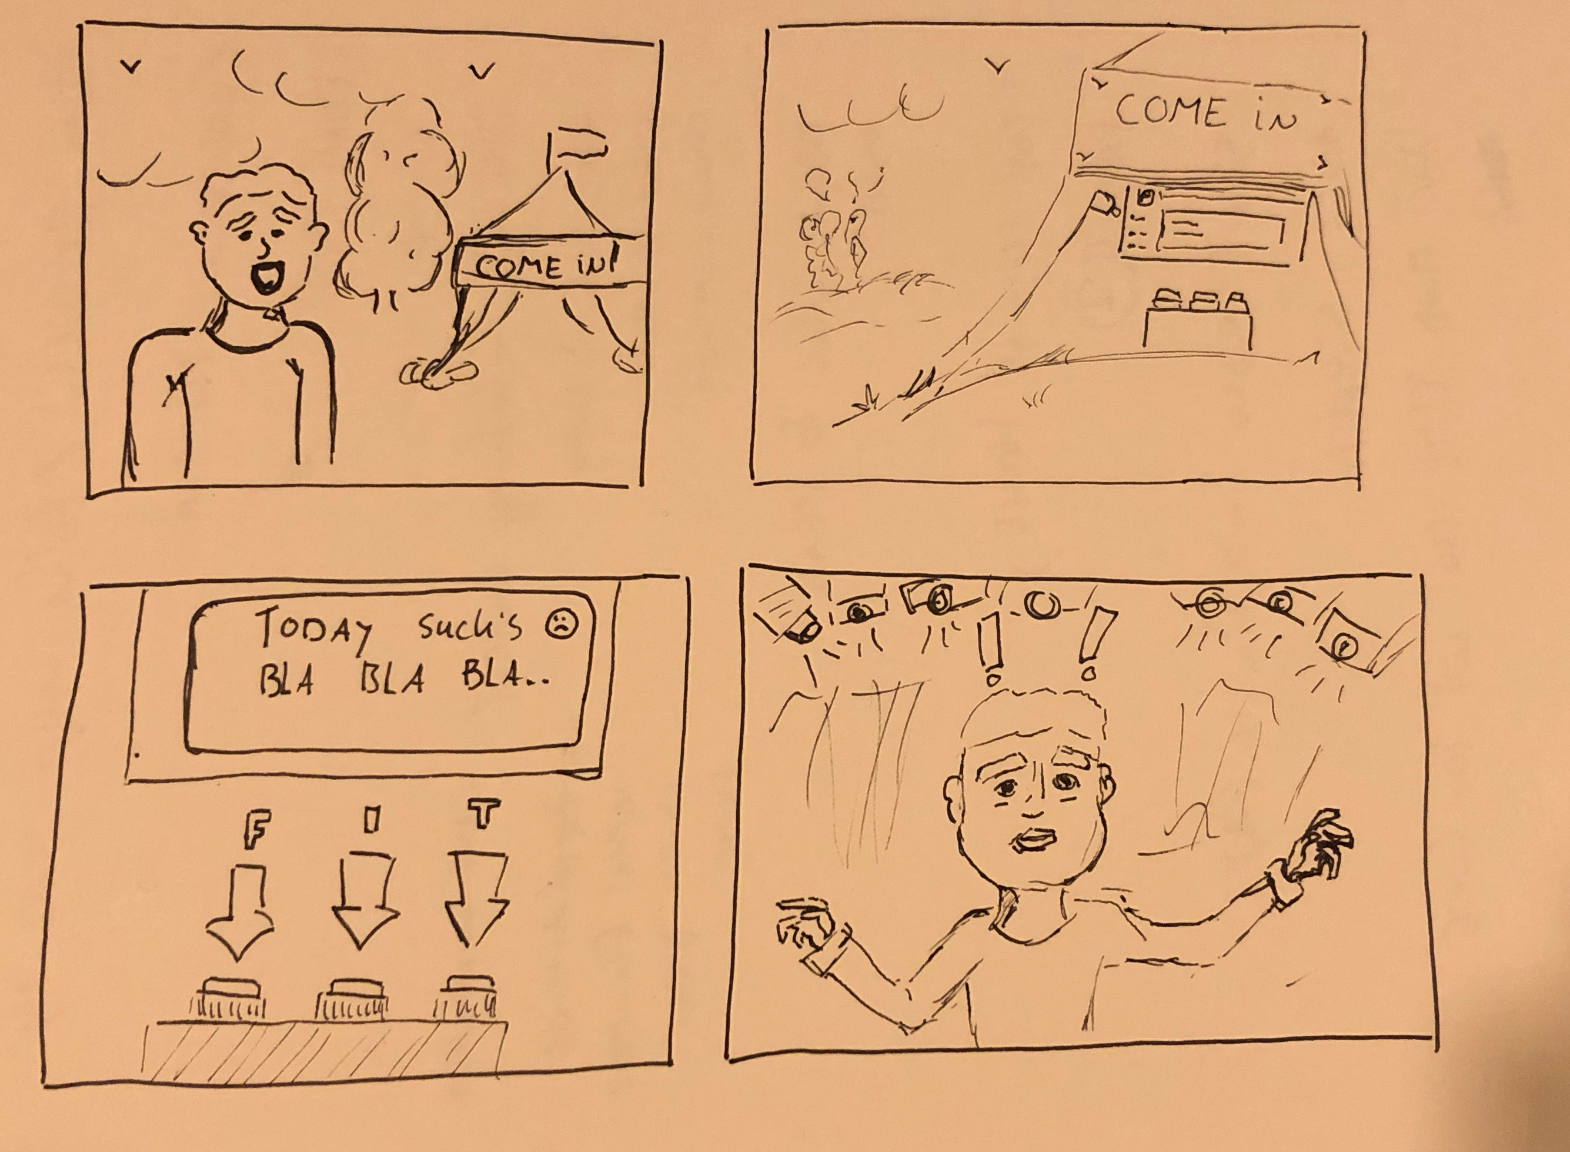 COME iN!
COME iN
TODAY suck's ☹
BLA BLA BLA..
F I T